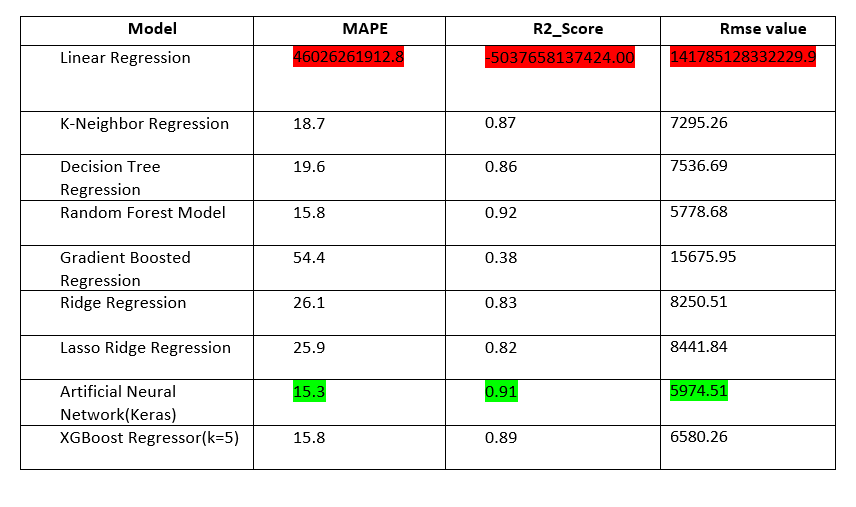 Model MAPE R2_Score Rmse value
Linear Regression 46026261912.8 -5037658137424.00 141785128332229.9
K-Neighbor Regression 18.7 0.87 7295.26
Decision Tree 19.6 0.86 7536.69
Regression
Random Forest Model 15.8 0.92 5778.68
Gradient Boosted 54.4 0.38 15675.95
Regression
Ridge Regression 26.1 0.83 8250.51
Lasso Ridge Regression 25.9 0.82 8441.84
Artificial Neural 15.3 0.91 5974.51
Network(Keras)
XGBoost Regressor(k=5) 15.8 0.89 6580.26